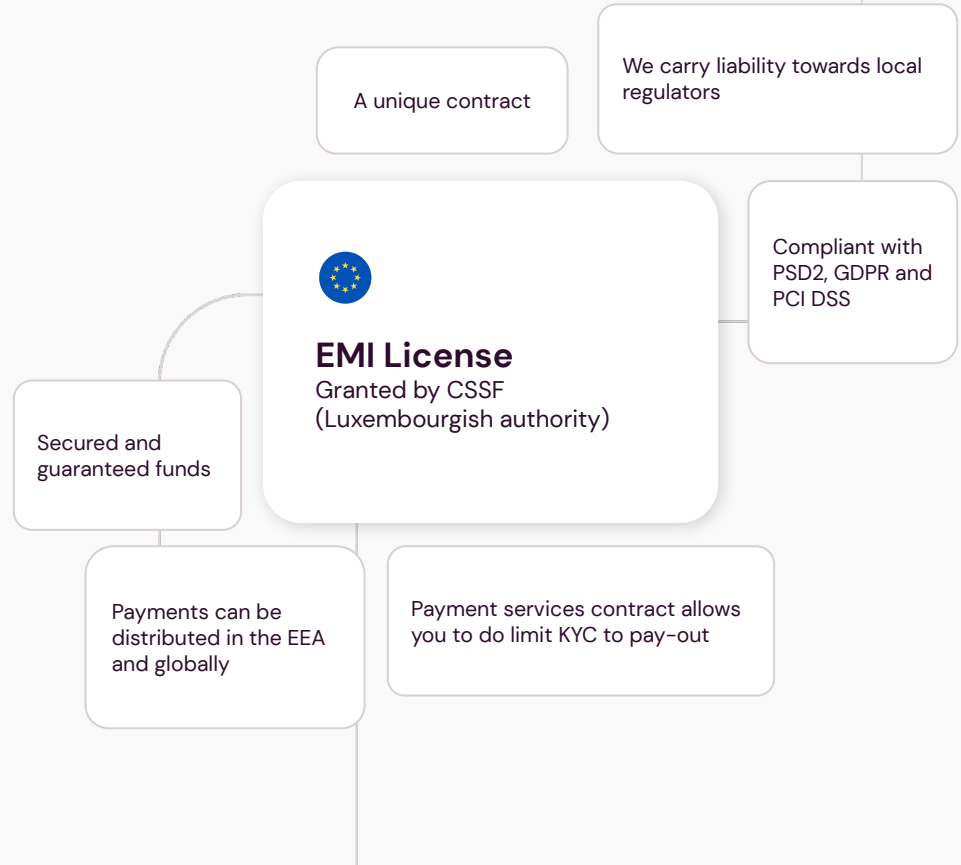 A unique contract
We carry liability towards local
regulators
Compliant with
PSD2, GDPR and
PCI DSS
EMI License
Granted by CSSF
(Luxembourgish authority)
Secured and
guaranteed funds
Payments can be
distributed in the EEA
and globally
Payment services contract allows
you to do limit KYC to pay-out